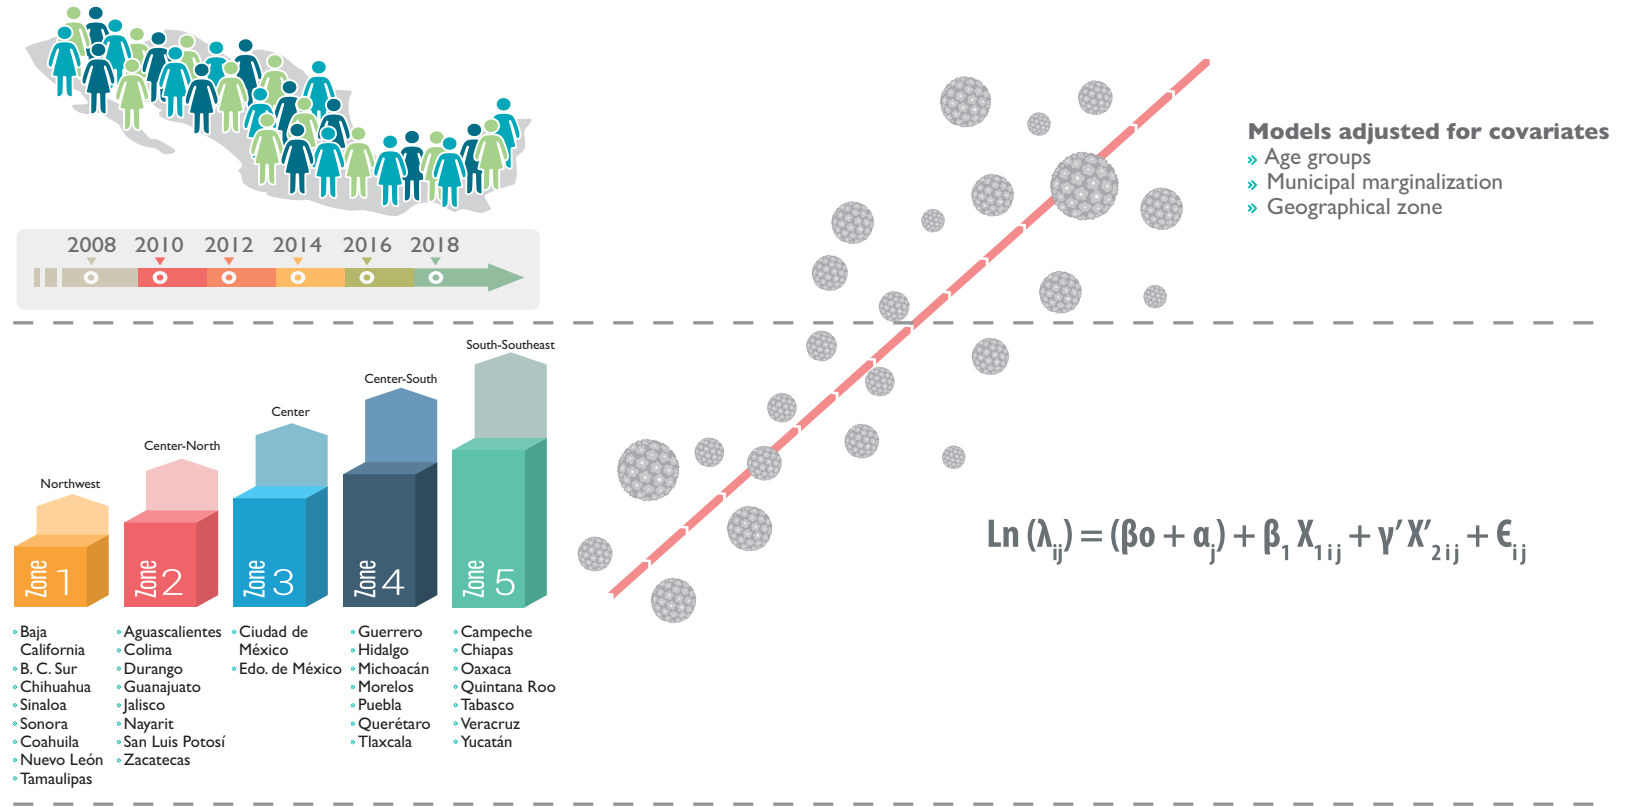 2008 2010 2012 2014 2016 2018
Models adjusted for covariates
» Age groups
» Municipal marginalization
» Geographical zone
Northwest
Zone 1
» Baja
California
» B. C. Sur
» Chihuahua
» Sinaloa
» Sonora
» Coahuila
» Nuevo León
» Tamaulipas
Center-North
Zone 2
» Aguascalientes
» Colima
» Durango
» Guanajuato
» Jalisco
» Nayarit
» San Luis Potosí
» Zacatecas
Center
Zone 3
» Ciudad de
México
» Edo. de México
Center-South
Zone 4
» Guerrero
» Hidalgo
» Michoacán
» Morelos
» Puebla
» Querétaro
» Tlaxcala
South-Southeast
Zone 5
» Campeche
» Chiapas
» Oaxaca
» Quintana Roo
» Tabasco
» Veracruz
» Yucatán
Ln (λij) = (βo + αj) + β1 X1ij + γ′ X′2ij + ϵij